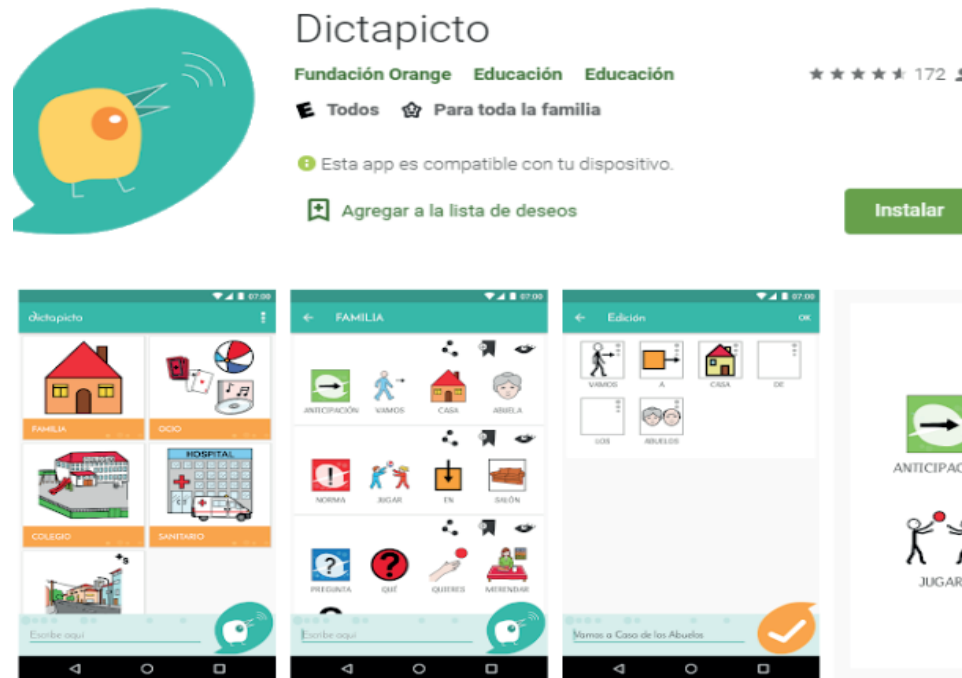 Dictapicto
Fundación Orange Educación Educación
172
E Todos Para toda la familia
Esta app es compatible con tu dispositivo.
Agregar a la lista de deseos
Instalar
07:00
dictapicto
FAMILIA
OCIO
HOSPITAL
COLEGIO
SANITARIO
+s
Escribe aquí
07:00
FAMILIA
ANTICIPACIÓN VAMOS CASA ABUELA
NORMA JUGAR EN SALÓN
PREGUNTA QUÉ QUIERES MERENDAR
Escribe aquí
07:00
Edición OK
VAMOS A CASA DE
LOS ABUELOS
Vamos a Casa de los Abuelos
ANTICIPAC
JUGAR